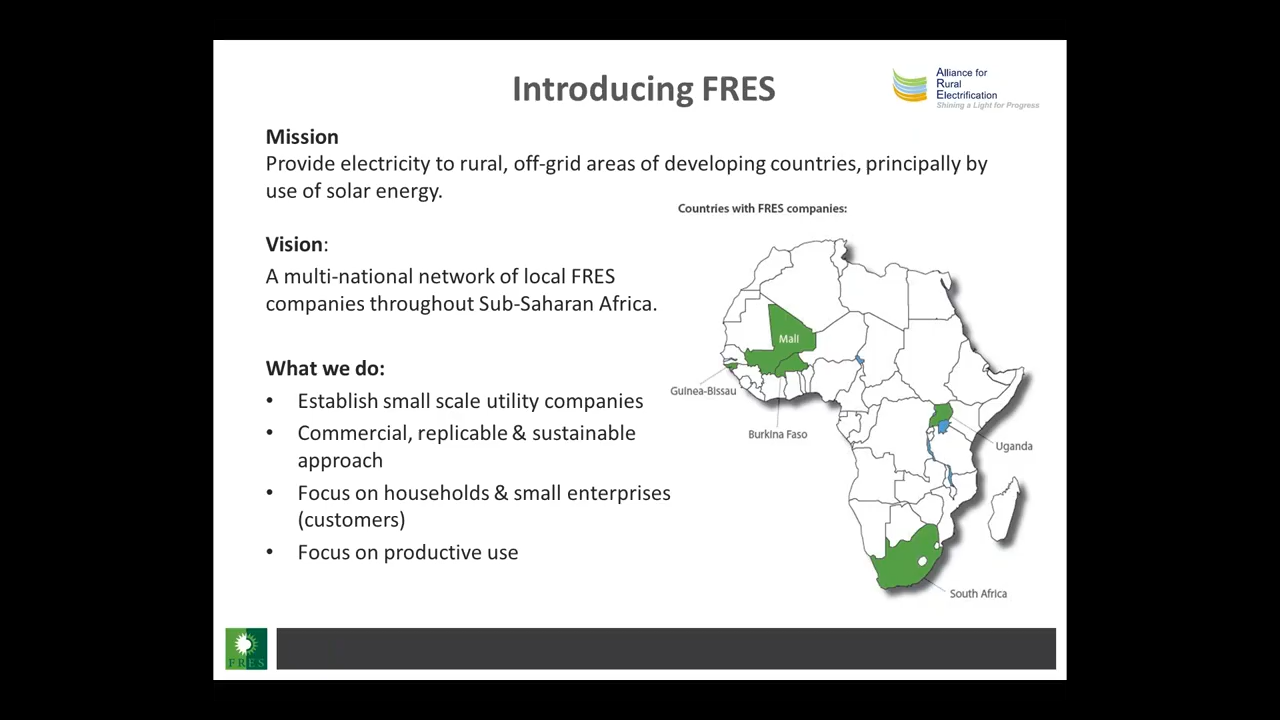 Introducing FRES
Alliance for
Rural
Electrification
Shining a Light for Progress
Mission
Provide electricity to rural, off-grid areas of developing countries, principally by
use of solar energy.
Countries with FRES companies:
Vision:
A multi-national network of local FRES
companies throughout Sub-Saharan Africa.
What we do:
• Establish small scale utility companies
• Commercial, replicable & sustainable
approach
• Focus on households & small enterprises
(customers)
• Focus on productive use
Mali
Guinea-Bissau
Burkina Faso
Uganda
South Africa
FRES